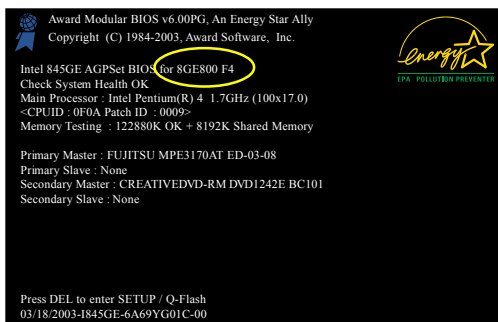 Award Modular BIOS v6.00PG, An Energy Star Ally
Copyright (C) 1984-2003, Award Software, Inc.
energy
EPA POLLUTION PREVENTER
Intel 845GE AGPSet BIOS for 8GE800 F4
Check System Health OK
Main Processor : Intel Pentium(R) 4 1.7GHz (100x17.0)
<CPUID : 0F0A Patch ID : 0009>
Memory Testing : 122880K OK + 8192K Shared Memory
Primary Master : FUJITSU MPE3170AT ED-03-08
Primary Slave : None
Secondary Master : CREATIVEDVD-RM DVD1242E BC101
Secondary Slave : None
Press DEL to enter SETUP / Q-Flash
03/18/2003-I845GE-6A69YG01C-00